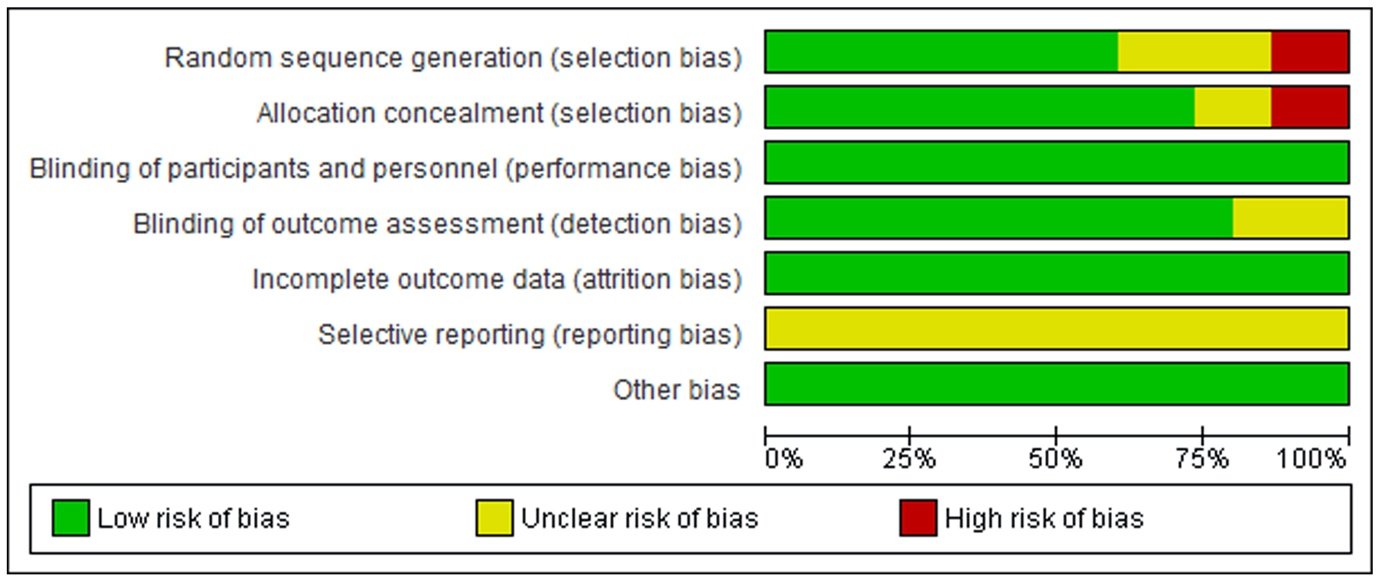 Random sequence generation (selection bias)
Allocation concealment (selection bias)
Blinding of participants and personnel (performance bias)
Blinding of outcome assessment (detection bias)
Incomplete outcome data (attrition bias)
Selective reporting (reporting bias)
Other bias
0% 25% 50% 75% 100%
Low risk of bias Unclear risk of bias High risk of bias